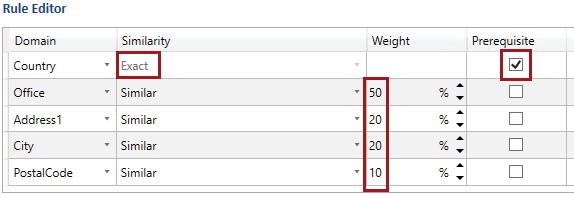 Rule Editor
Domain Similarity Weight Prerequisite
Country Exact
Office Similar 50 %
Address1 Similar 20 %
City Similar 20 %
PostalCode Similar 10 %